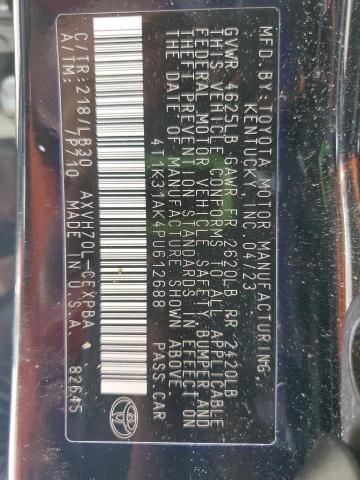 MFD. BY: TOYOTA MOTOR MANUFACTURING,
KENTUCKY, INC. 04/23
GVWR 4625LB GAWR FR 2620LB RR 2420LB
THIS VEHICLE CONFORMS TO ALL APPLICABLE
FEDERAL MOTOR VEHICLE SAFETY, BUMPER AND
THEFT PREVENTION STANDARDS IN EFFECT ON
THE DATE OF MANUFACTURE SHOWN ABOVE.
4T1K31AK4PU612688 PASS.CAR
C/TR:218/LB30 AXVH70L-CEXPBA
A/TM: /P710 MADE IN U.S.A. 82645
TOYOTA